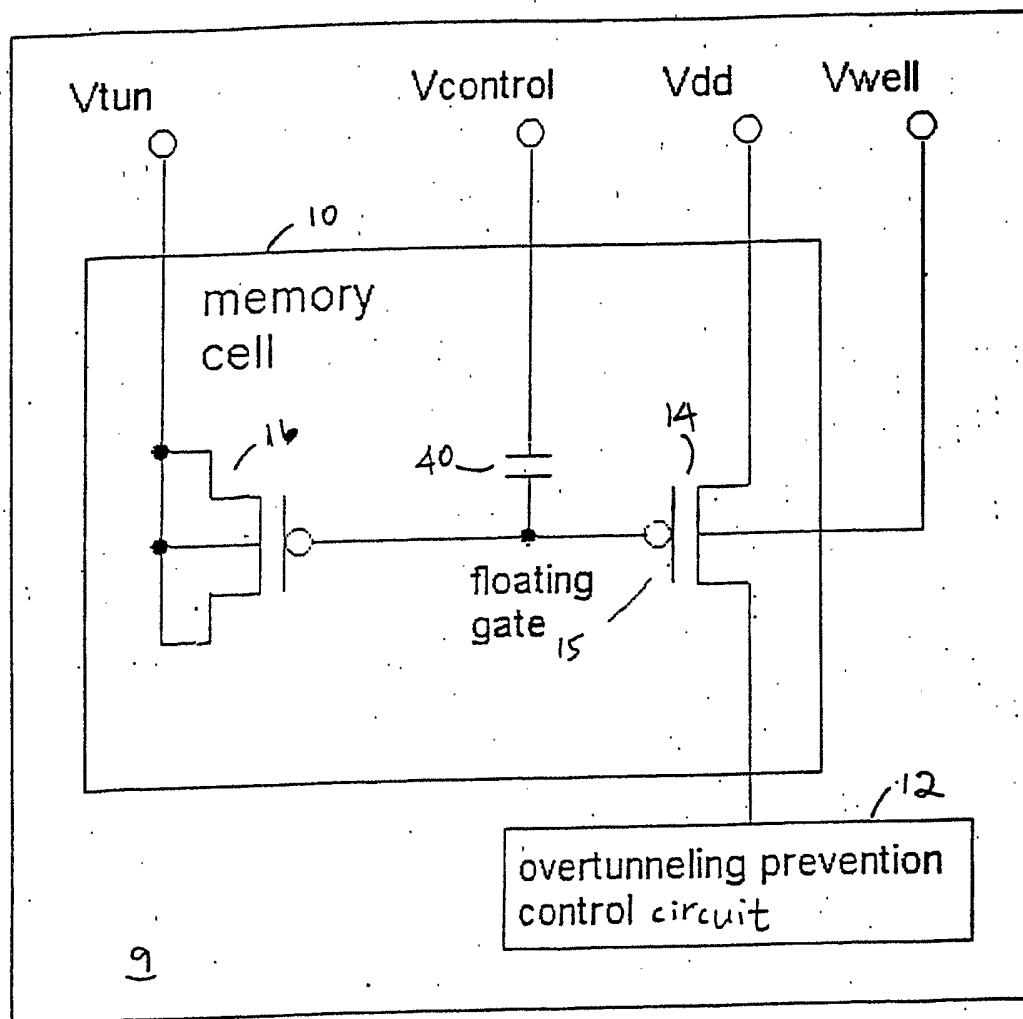 Vtun
Vcontrol
Vdd
Vwell
10
memory
cell
16
40
14
floating
gate
15
12
overtunneling prevention
control circuit
9